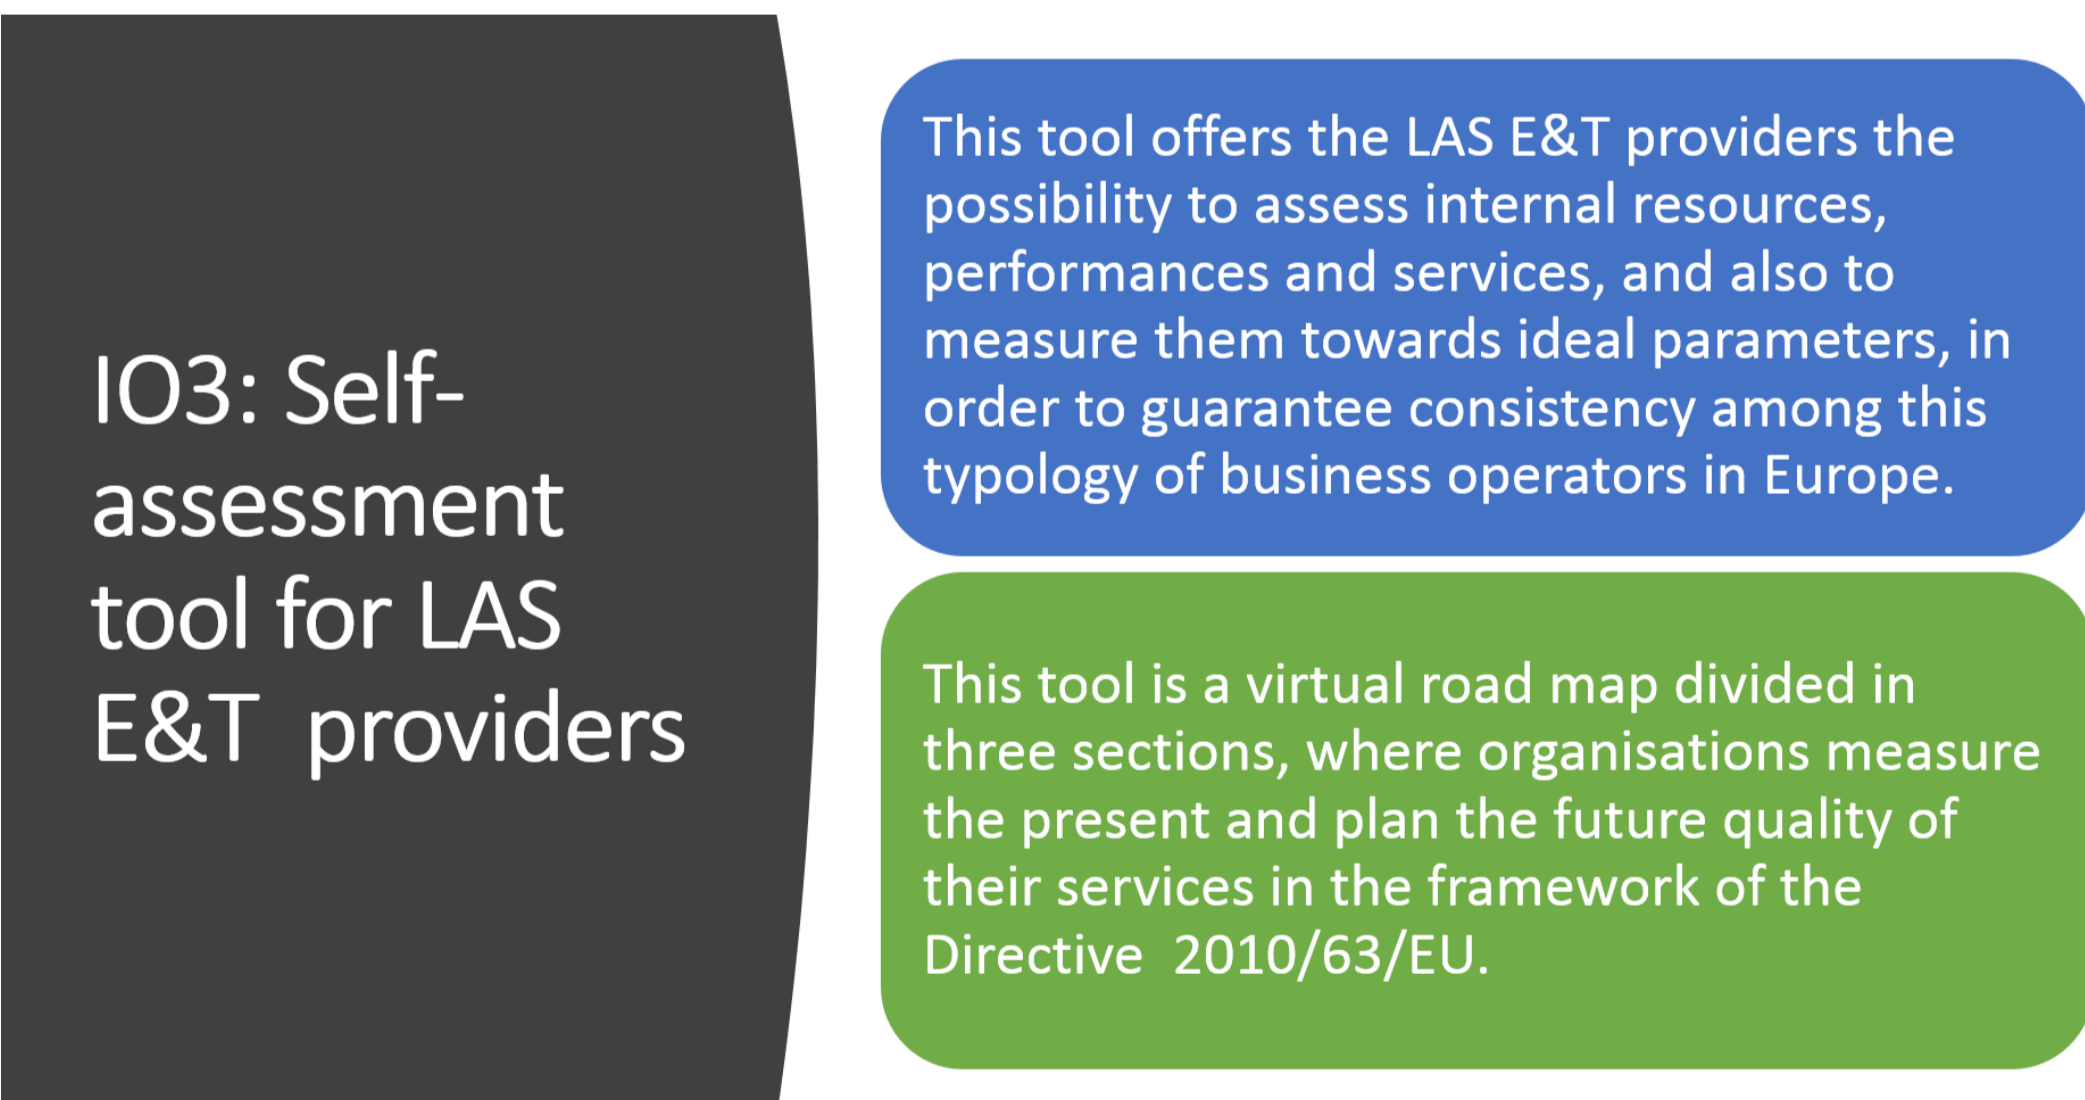 IO3: Self-
assessment
tool for LAS
E&T  providers
This tool offers the LAS E&T providers the
possibility to assess internal resources,
performances and services, and also to
measure them towards ideal parameters, in
order to guarantee consistency among this
typology of business operators in Europe.
This tool is a virtual road map divided in
three sections, where organisations measure
the present and plan the future quality of
their services in the framework of the
Directive  2010/63/EU.